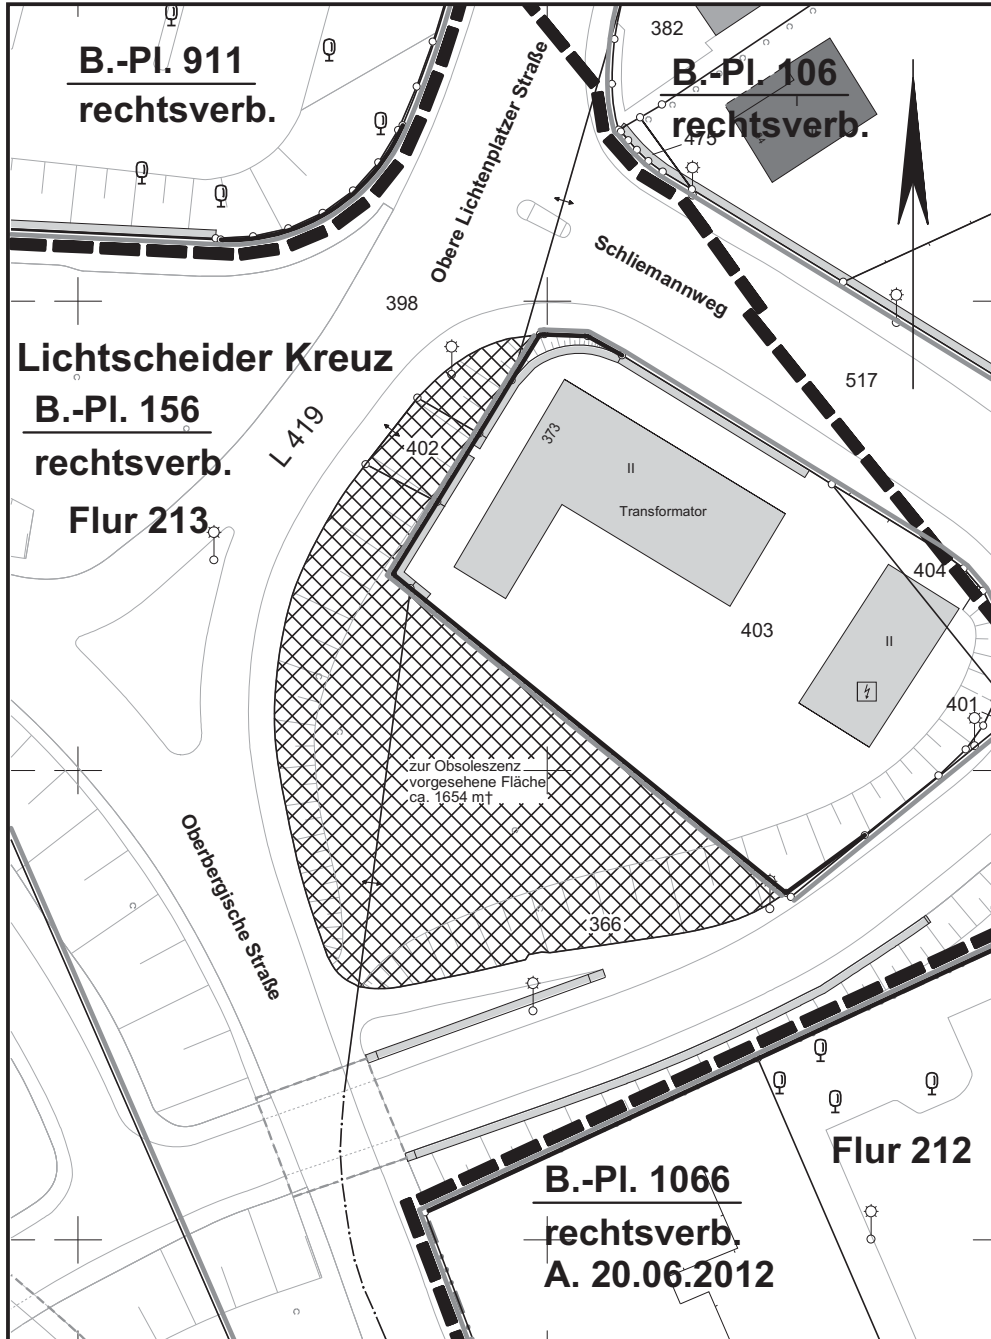 382
B.-Pl. 911
rechtsverb.
B.-Pl. 106
rechtsverb.
475
Obere Lichtenplatzer Straße
Schliemannweg
398
517
Lichtscheider Kreuz
B.-Pl. 156
rechtsverb.
L 419
Flur 213
402
373
II
Transformator
404
403
II
401
zur Obsoleszenz
vorgesehene Fläche
ca. 1654 m†
Oberbergische Straße
366
Flur 212
B.-Pl. 1066
rechtsverb.
A. 20.06.2012